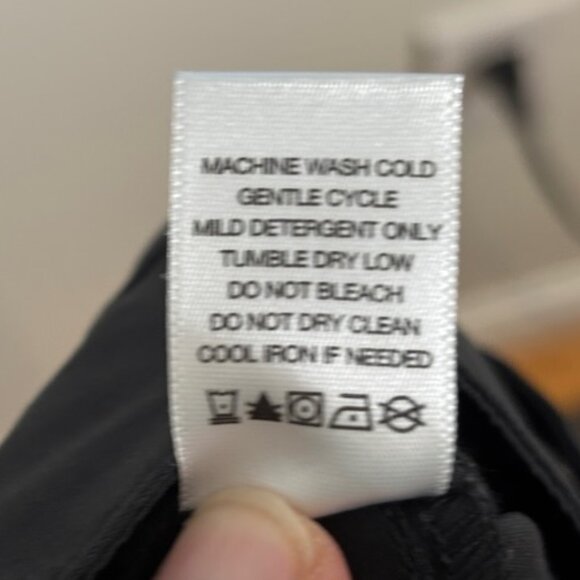 MACHINE WASH COLD
GENTLE CYCLE
MILD DETERGENT ONLY
TUMBLE DRY LOW
DO NOT BLEACH
DO NOT DRY CLEAN
COOL IRON IF NEEDED